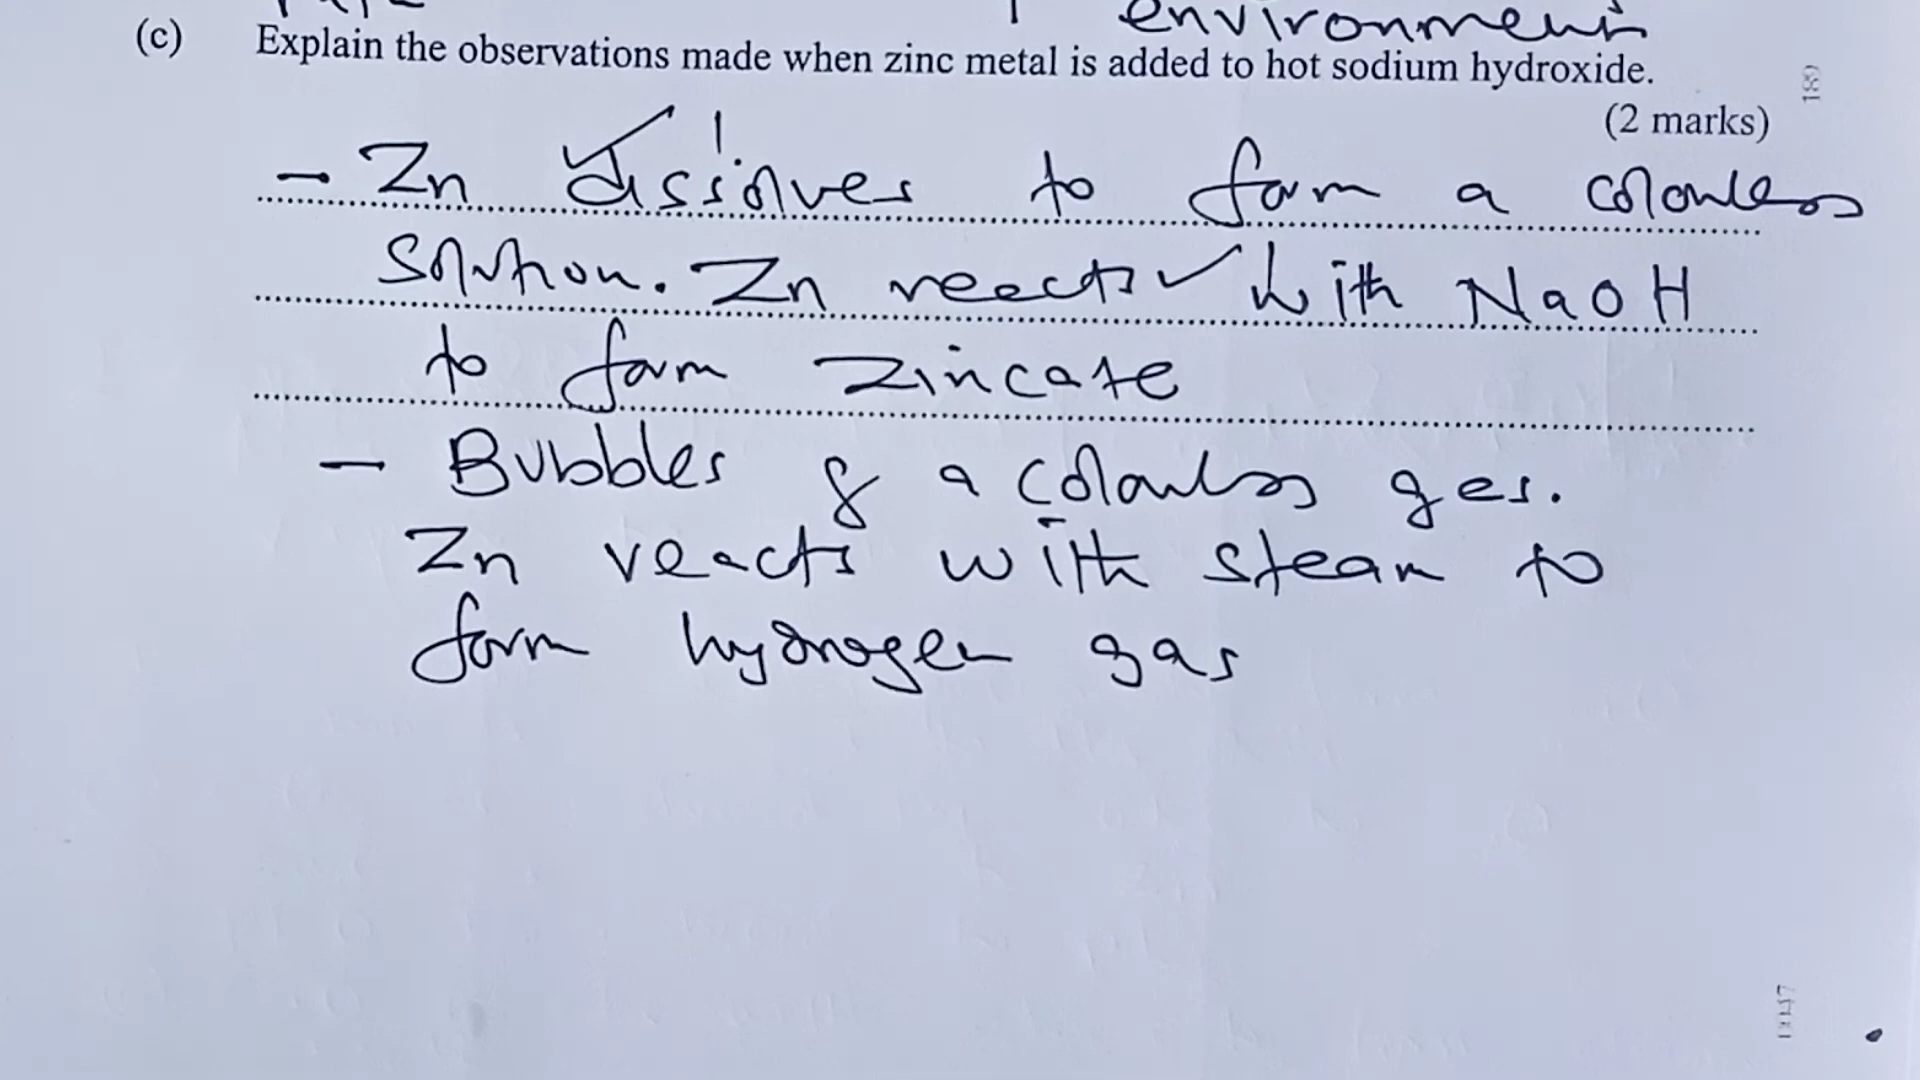 environment
(c) Explain the observations made when zinc metal is added to hot sodium hydroxide.
(2 marks)
- Zn dissolves to form a colourless
solution. Zn reacts with NaOH
to form zincate
- Bubbles of a colourless gas.
Zn reacts with steam to
form hydrogen gas